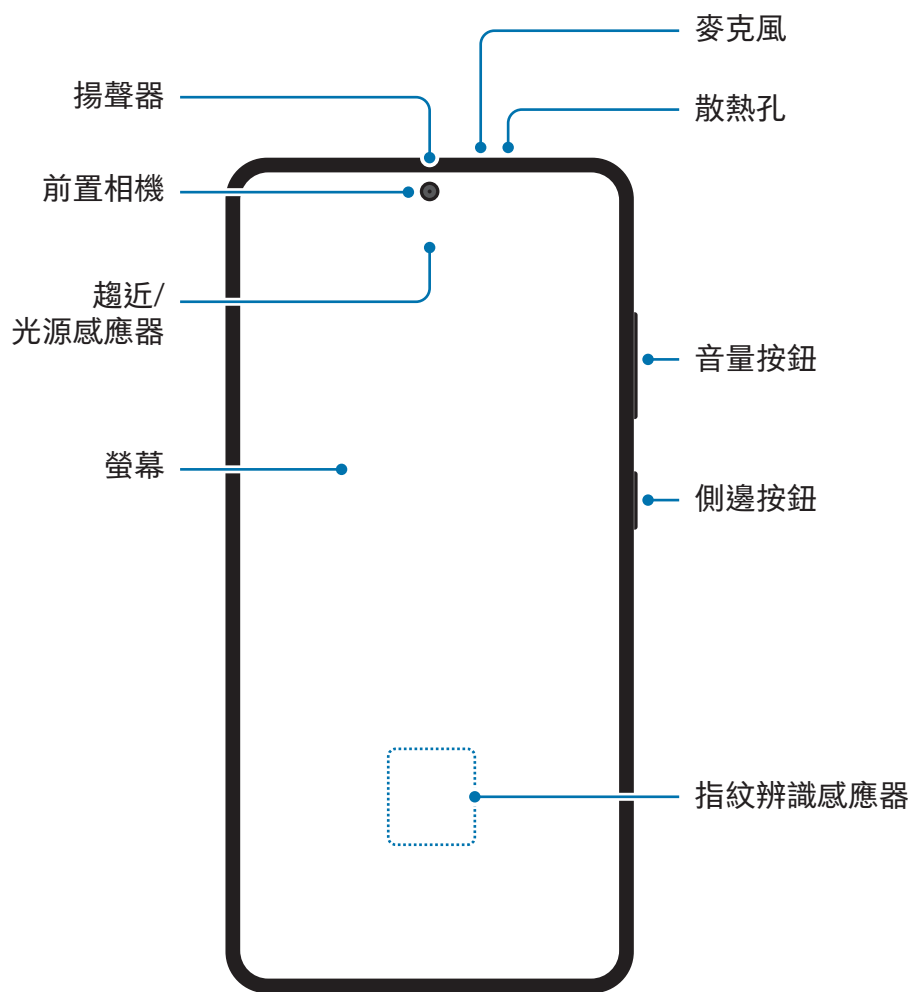 麥克風
揚聲器
散熱孔
前置相機
趨近/
光源感應器
音量按鈕
螢幕
側邊按鈕
指紋辨識感應器